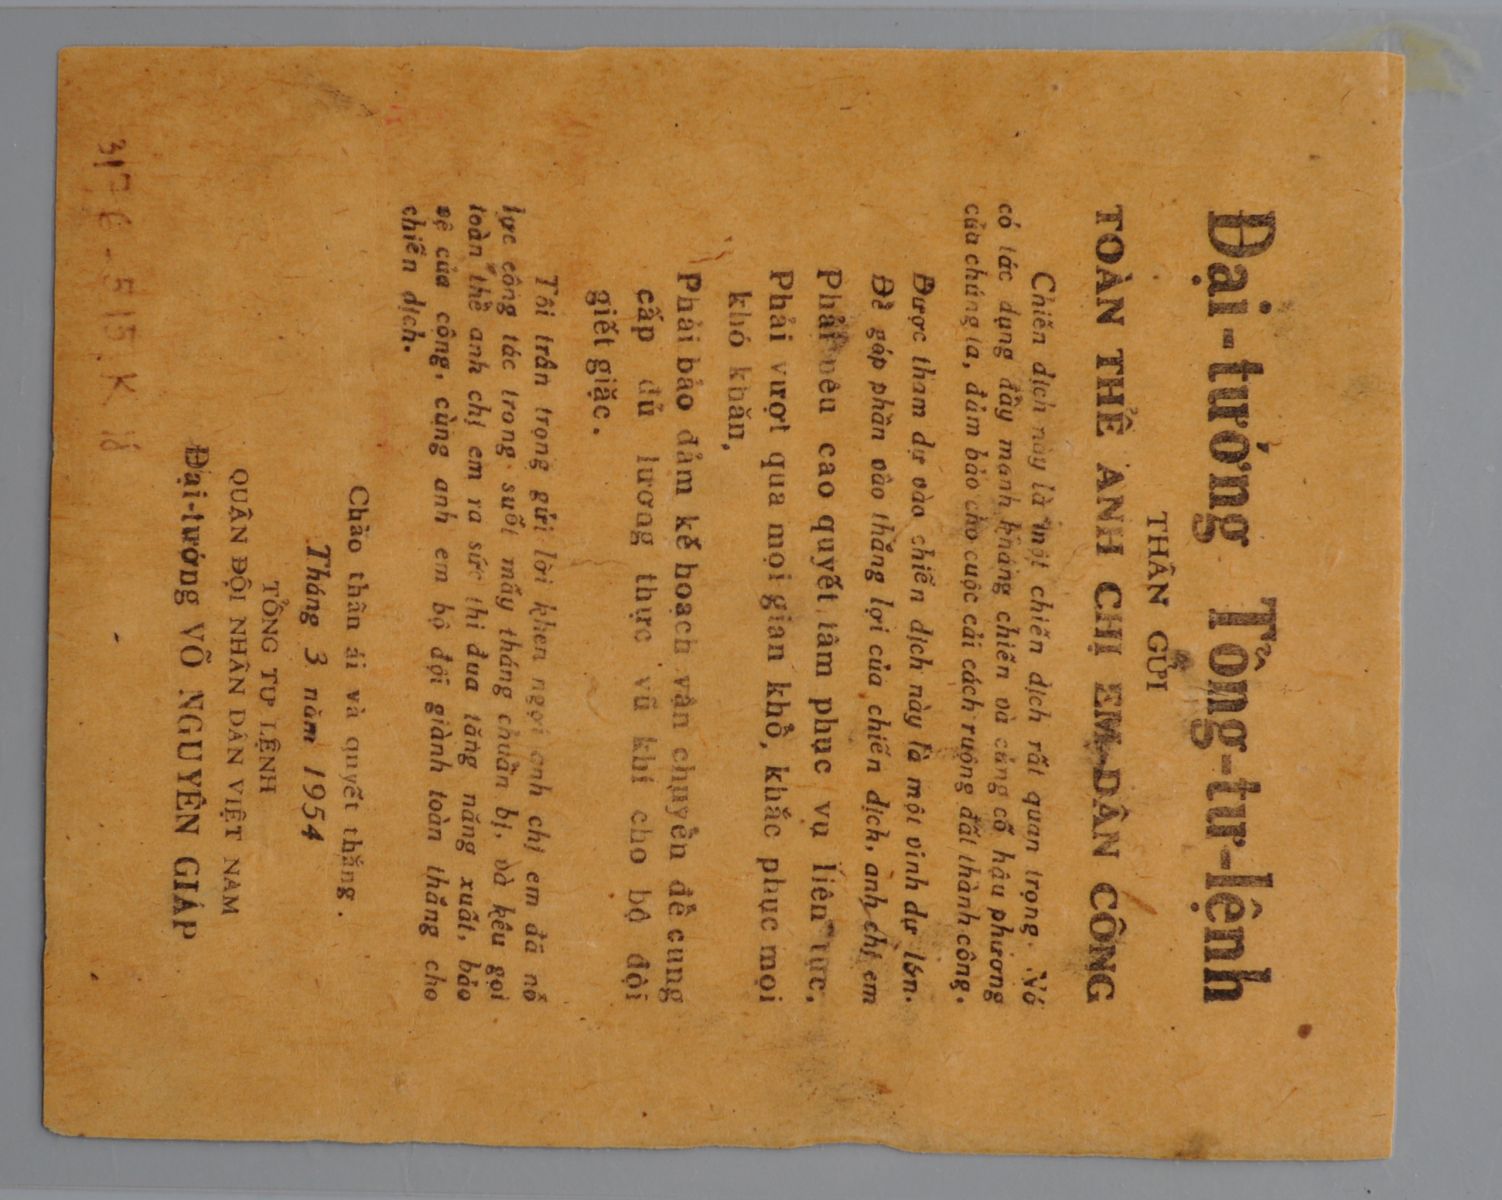 Đại-tướng Tổng-tư-lệnh
THÂN GỬI
TOÀN THỂ ANH CHỊ EM DÂN CÔNG
Chiến dịch này là một chiến dịch rất quan trọng. Nó
có tác dụng đầy mạnh kháng chiến và củng cố hậu phương
của chúng ta, đảm bảo cho cuộc cải cách ruộng đất thành công.
Được tham dự vào chiến dịch này là một vinh dự lớn.
Để góp phần vào thắng lợi của chiến dịch, anh chị em
Phải nêu cao quyết tâm phục vụ liên tục,
Phải vượt qua mọi gian khổ, khắc phục mọi
khó khăn,
Phải bảo đảm kế hoạch vận chuyển để cung
cấp đủ lương thực vũ khí cho bộ đội
giết giặc.
Tôi trân trọng gửi lời khen ngợi anh chị em đã nỗ
lực công tác trong suốt mấy tháng chuẩn bị, và kêu gọi
toàn thể anh chị em ra sức thi đua tăng năng xuất, bảo
vệ của công, cùng anh em bộ đội giành toàn thắng cho
chiến dịch.
Chào thân ái và quyết thắng.
Tháng 3 năm 1954
TỔNG TƯ LỆNH
QUÂN ĐỘI NHÂN DÂN VIỆT NAM
Đại-tướng VÕ NGUYÊN GIÁP